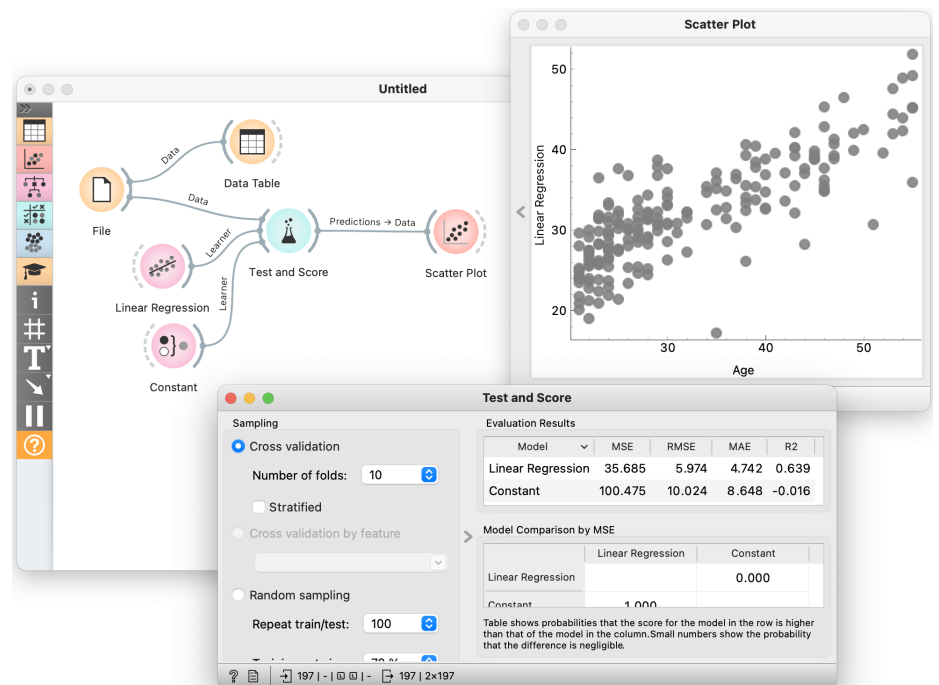 Scatter Plot
50
40
30
20
Linear Regression
30
40
50
Age
Untitled
Data
Data Table
File
Data
Learner
Linear Regression
Learner
Constant
Test and Score
Predictions → Data
Scatter Plot
Test and Score
Sampling
Cross validation
Number of folds: 10
Stratified
Cross validation by feature
Random sampling
Repeat train/test: 100
Evaluation Results
Model MSE RMSE MAE R2
Linear Regression 35.685 5.974 4.742 0.639
Constant 100.475 10.024 8.648 -0.016
Model Comparison by MSE
Linear Regression Constant
Linear Regression 0.000
Constant 1.000
Table shows probabilities that the score for the model in the row is higher
than that of the model in the column.Small numbers show the probability
that the difference is negligible.
197 | - | - 197 | 2×197